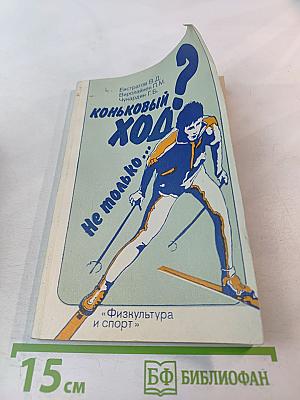 Евстратов В.Д.
Виролайнен П.М.
Чукардин Г.Б.
КОНЬКОВЫЙ
ХОД?
Не только...
«Физкультура
и спорт»
15 см
БФ БИБЛИОФАН